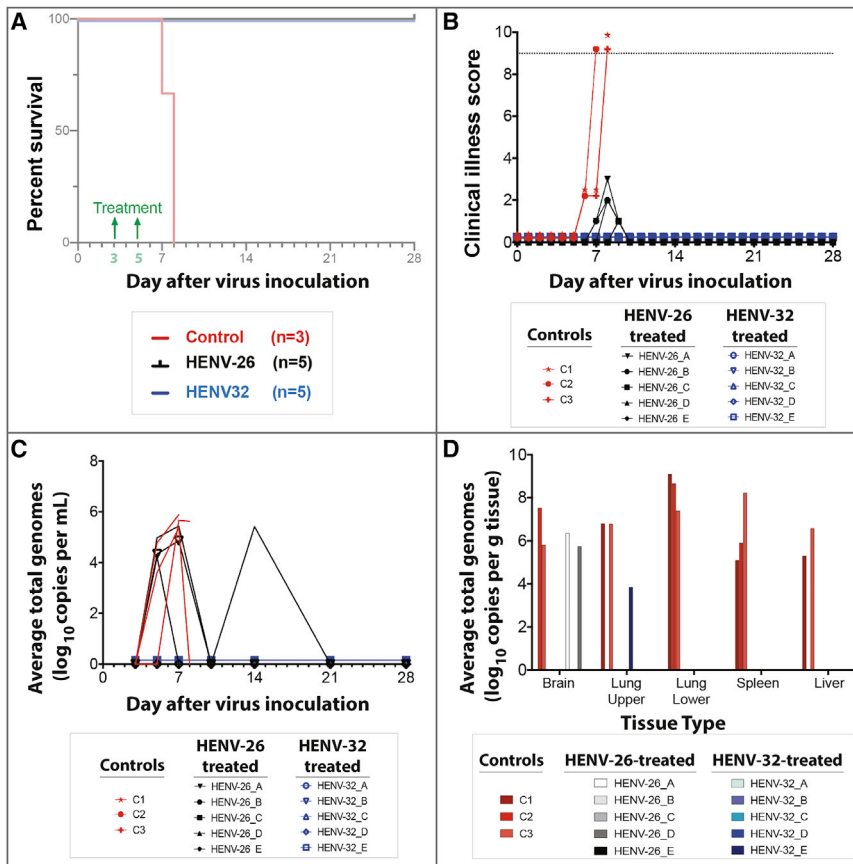 A
Percent survival
100
50
0
Treatment
3 5
0 7 14 21 28
Day after virus inoculation
Control (n=3)
HENV-26 (n=5)
HENV32 (n=5)
B
Clinical illness score
10
8
6
4
2
0
0 7 14 21 28
Day after virus inoculation
Controls
C1
C2
C3
HENV-26
treated
HENV-26_A
HENV-26_B
HENV-26_C
HENV-26_D
HENV-26_E
HENV-32
treated
HENV-32_A
HENV-32_B
HENV-32_C
HENV-32_D
HENV-32_E
C
Average total genomes
(log10 copies per mL)
8
6
4
2
0
0 7 14 21 28
Day after virus inoculation
Controls
C1
C2
C3
HENV-26
treated
HENV-26_A
HENV-26_B
HENV-26_C
HENV-26_D
HENV-26_E
HENV-32
treated
HENV-32_A
HENV-32_B
HENV-32_C
HENV-32_D
HENV-32_E
D
Average total genomes
(log10 copies per g tissue)
10
8
6
4
2
0
Brain
Lung
Upper
Lung
Lower
Spleen
Liver
Tissue Type
Controls
C1
C2
C3
HENV-26-treated
HENV-26_A
HENV-26_B
HENV-26_C
HENV-26_D
HENV-26_E
HENV-32-treated
HENV-32_A
HENV-32_B
HENV-32_C
HENV-32_D
HENV-32_E